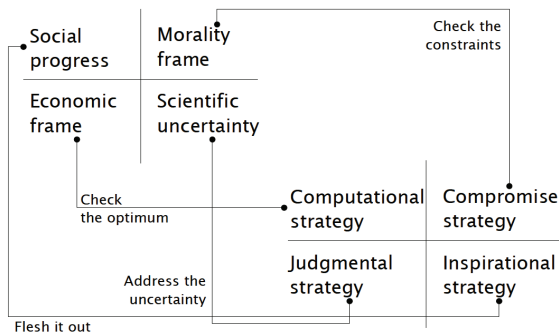 Social
progress
Morality
frame
Check the
constraints
Economic
frame
Scientific
uncertainty
Check
the optimum
Computational
strategy
Compromise
strategy
Address the
uncertainty
Judgmental
strategy
Inspirational
strategy
Flesh it out